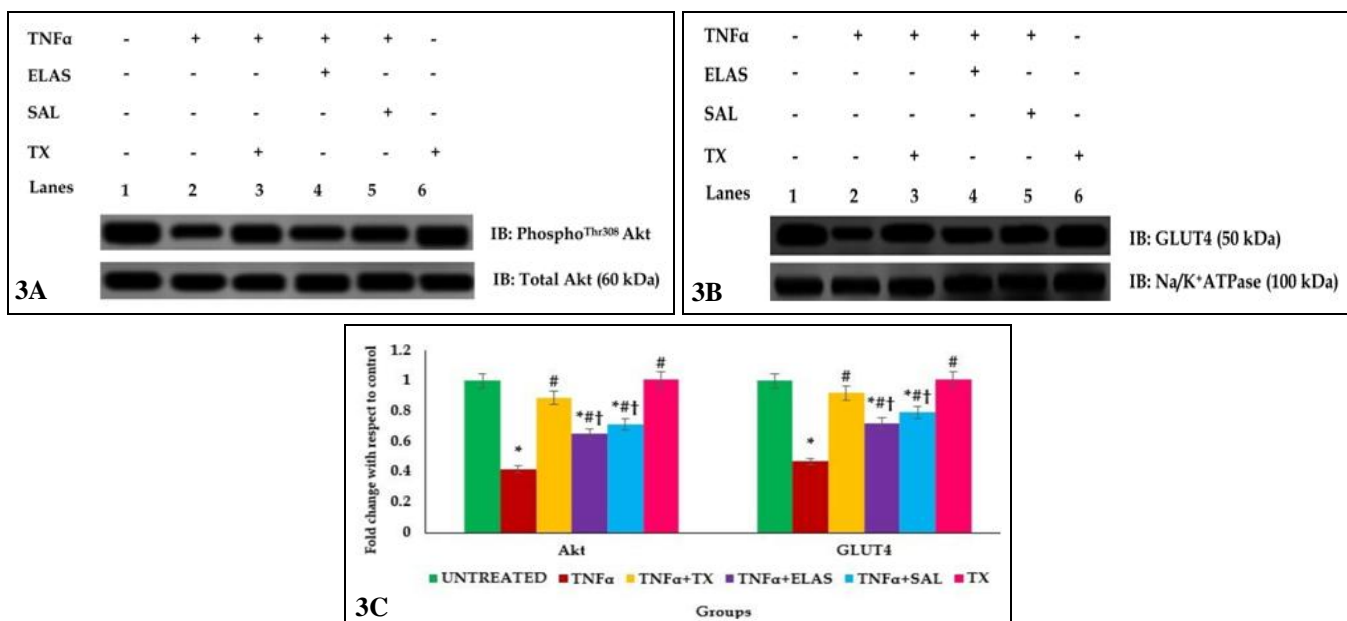 TNFα - + + + + -
ELAS - - - + - -
SAL - - - - + -
TX - - + - - +
Lanes 1 2 3 4 5 6
IB: Phospho^Thr308 Akt
IB: Total Akt (60 kDa)
3A
TNFα - + + + + -
ELAS - - - + - -
SAL - - - - + -
TX - - + - - +
Lanes 1 2 3 4 5 6
IB: GLUT4 (50 kDa)
IB: Na/K⁺ATPase (100 kDa)
3B
Fold change with respect to control
1.2
1
0.8
0.6
0.4
0.2
0
* # *#† *#† #
* # *#† *#† #
Akt GLUT4
UNTREATED TNFα TNFα+TX TNFα+ELAS TNFα+SAL TX
Groups
3C